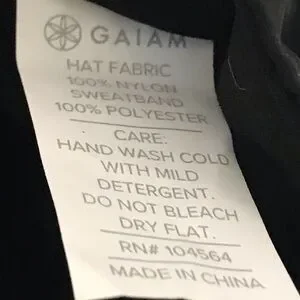 GAIAM
HAT FABRIC
100% NYLON
SWEATBAND
100% POLYESTER
CARE:
HAND WASH COLD
WITH MILD
DETERGENT.
DO NOT BLEACH
DRY FLAT.
RN# 104564
MADE IN CHINA